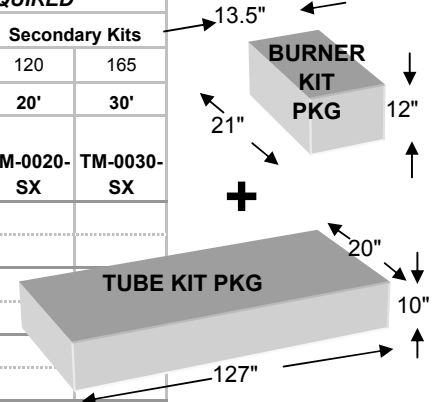 QUIRED
Secondary Kits
120 165
20' 30'
M-0020-SX TM-0030-SX
13.5"
BURNER
KIT
PKG
12"
21"
+
20"
TUBE KIT PKG
10"
127"